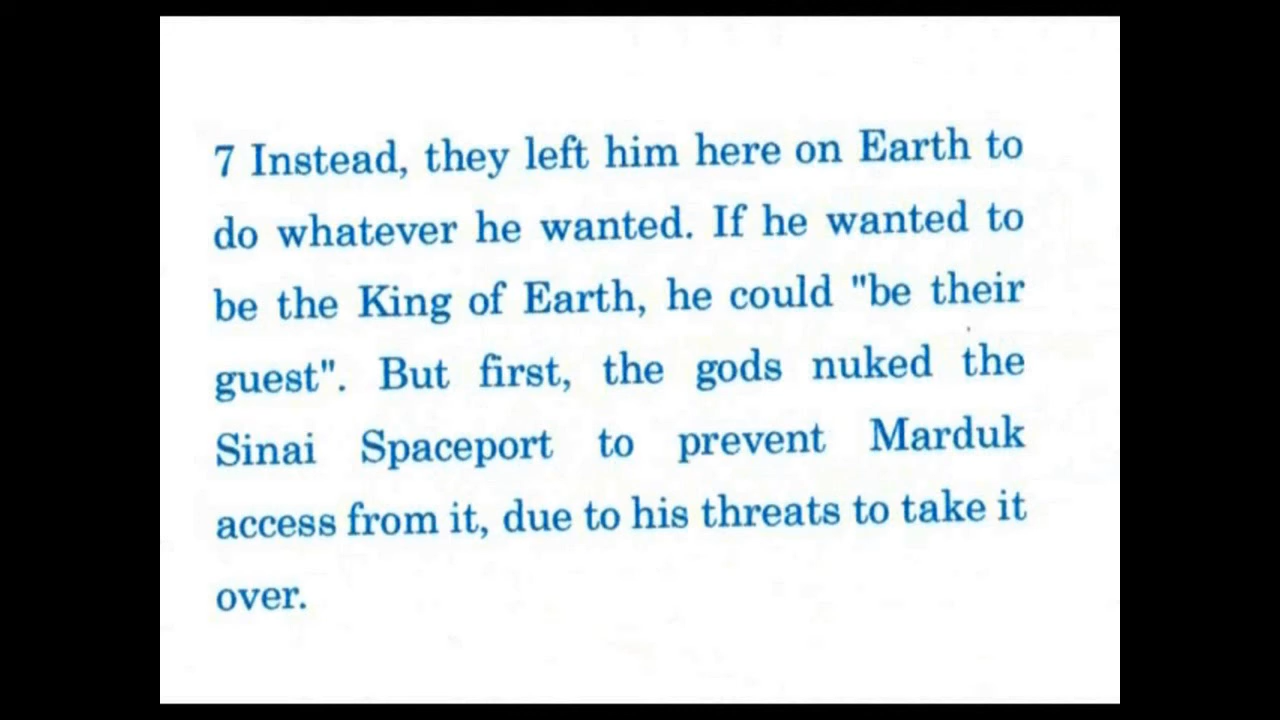 7 Instead, they left him here on Earth to
do whatever he wanted. If he wanted to
be the King of Earth, he could "be their
guest". But first, the gods nuked the
Sinai Spaceport to prevent Marduk
access from it, due to his threats to take it
over.